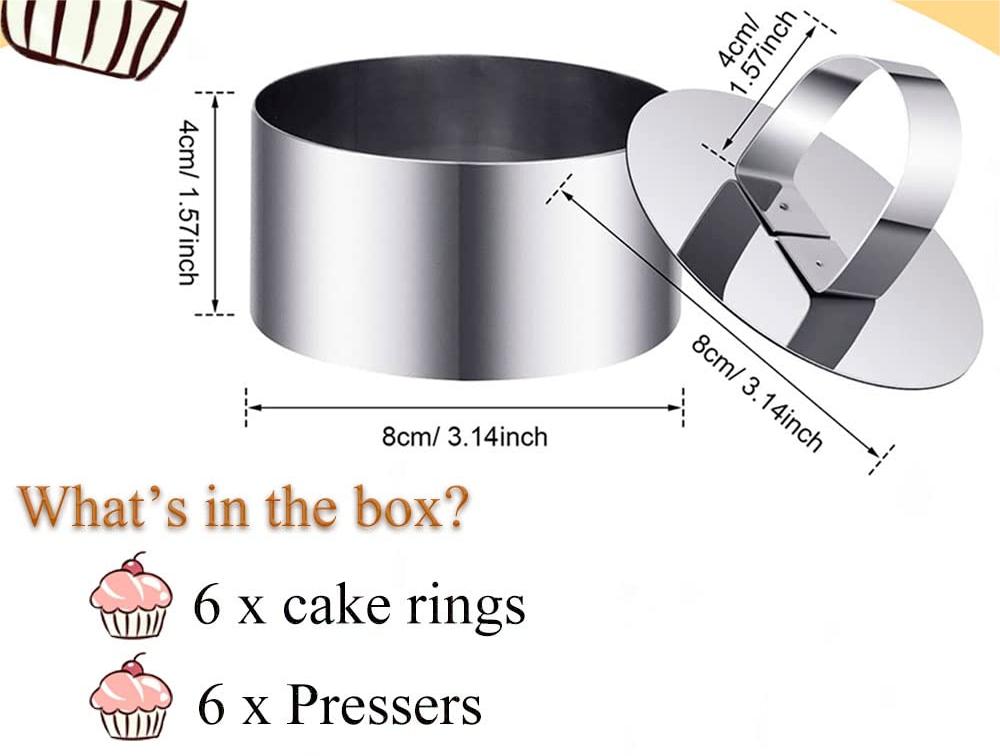 4cm/
1.57inch
4cm/ 1.57inch
8cm/ 3.14inch
8cm/ 3.14inch
What's in the box?
6 x cake rings
6 x Pressers